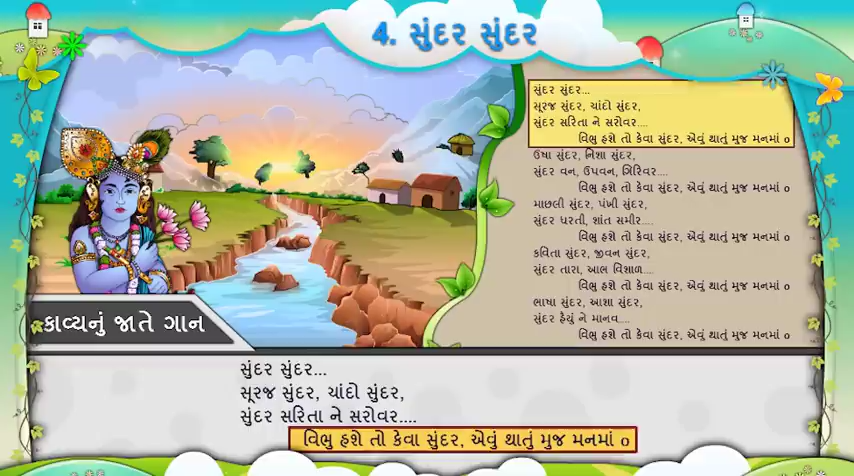 4. સુંદર સુંદર
સુંદર સુંદર...
સૂરજ સુંદર, ચાંદો સુંદર,
સુંદર સરિતા ને સરોવર....
વિભુ હશે તો કેવા સુંદર, એવું થાતું મુજ મનમાં ૦
ઉષા સુંદર, નિશા સુંદર,
સુંદર વન, ઉપવન, ગિરિવર....
વિભુ હશે તો કેવા સુંદર, એવું થાતું મુજ મનમાં ૦
માછલી સુંદર, પંખી સુંદર,
સુંદર ધરતી, શાંત સમીર....
વિભુ હશે તો કેવા સુંદર, એવું થાતું મુજ મનમાં ૦
કવિતા સુંદર, જીવન સુંદર,
સુંદર તારા, આભ વિશાળ....
વિભુ હશે તો કેવા સુંદર, એવું થાતું મુજ મનમાં ૦
ભાષા સુંદર, આશા સુંદર,
સુંદર હૈયું ને માનવ....
વિભુ હશે તો કેવા સુંદર, એવું થાતું મુજ મનમાં ૦
કાવ્યનું જાતે ગાન
સુંદર સુંદર...
સૂરજ સુંદર, ચાંદો સુંદર,
સુંદર સરિતા ને સરોવર....
વિભુ હશે તો કેવા સુંદર, એવું થાતું મુજ મનમાં ૦